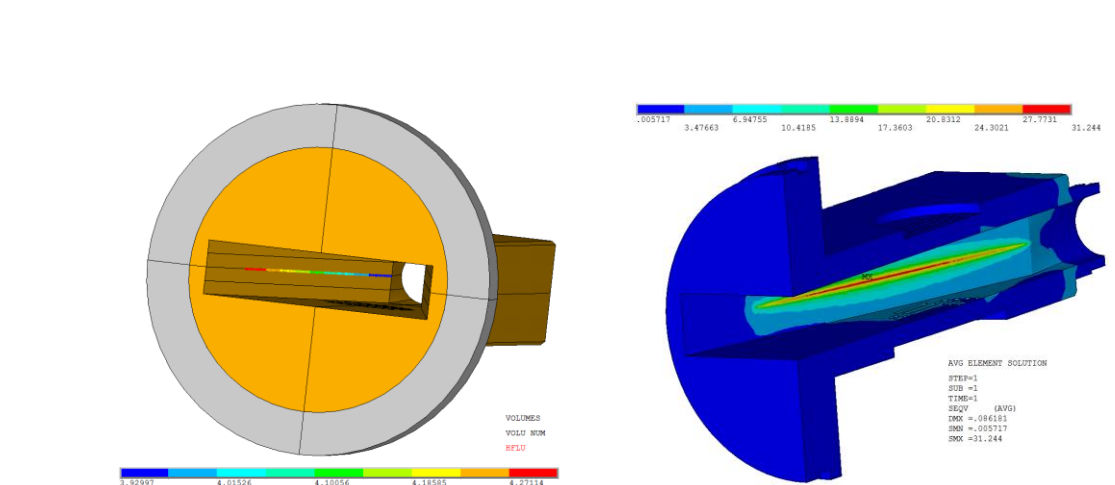 VOLUMES
VOLU NUM
HFLU
3.92997 4.01526 4.10056 4.18585 4.27114
.005717 3.47663 6.94755 10.4185 13.8894 17.3603 20.8312 24.3021 27.7731 31.244
MX
AVG ELEMENT SOLUTION
STEP=1
SUB =1
TIME=1
SEQV (AVG)
DMX =.086181
SMN =.005717
SMX =31.244